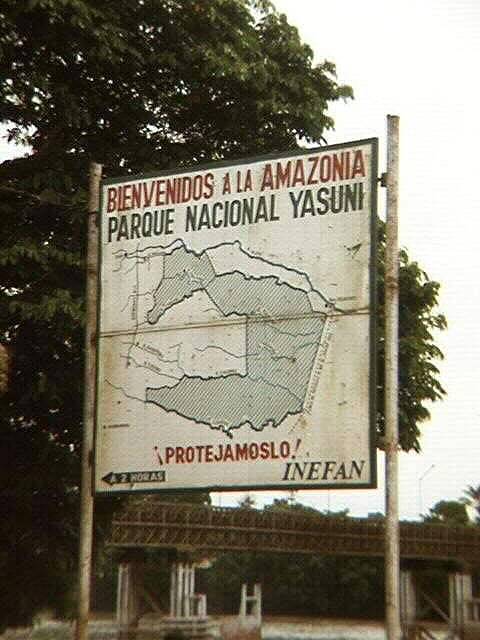 BIENVENIDOS A LA AMAZONIA
PARQUE NACIONAL YASUNI
¡PROTEJAMOSLO!
A 2 HORAS
INEFAN